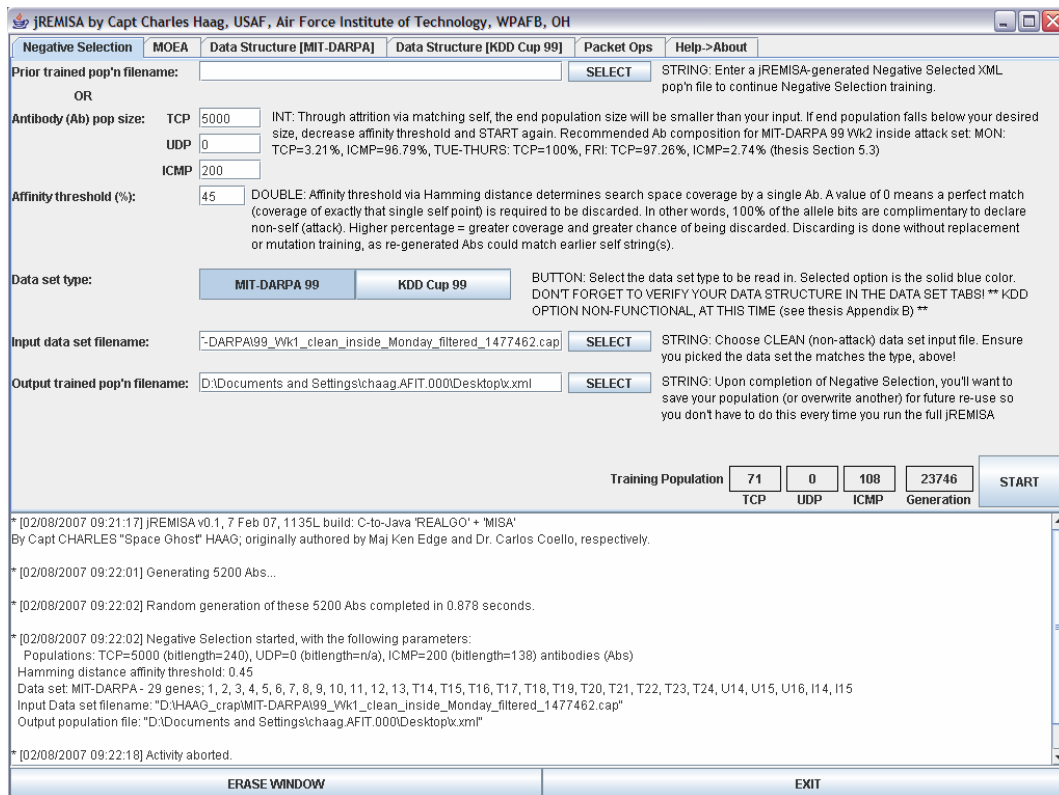 jREMISA by Capt Charles Haag, USAF, Air Force Institute of Technology, WPAFB, OH
Negative Selection MOEA Data Structure [MIT-DARPA] Data Structure [KDD Cup 99] Packet Ops Help->About
Prior trained pop'n filename: SELECT STRING: Enter a jREMISA-generated Negative Selected XML
pop'n file to continue Negative Selection training.
OR
Antibody (Ab) pop size: TCP 5000 INT: Through attrition via matching self, the end population size will be smaller than your input. If end population falls below your desired
size, decrease affinity threshold and START again. Recommended Ab composition for MIT-DARPA 99 Wk2 inside attack set: MON:
UDP 0 TCP=3.21%, ICMP=96.79%, TUE-THURS: TCP=100%, FRI: TCP=97.26%, ICMP=2.74% (thesis Section 5.3)
ICMP 200
Affinity threshold (%): 45 DOUBLE: Affinity threshold via Hamming distance determines search space coverage by a single Ab. A value of 0 means a perfect match
(coverage of exactly that single self point) is required to be discarded. In other words, 100% of the allele bits are complimentary to declare
non-self (attack). Higher percentage = greater coverage and greater chance of being discarded. Discarding is done without replacement
or mutation training, as re-generated Abs could match earlier self string(s).
Data set type: MIT-DARPA 99 KDD Cup 99 BUTTON: Select the data set type to be read in. Selected option is the solid blue color.
DON'T FORGET TO VERIFY YOUR DATA STRUCTURE IN THE DATA SET TABS! ** KDD
OPTION NON-FUNCTIONAL, AT THIS TIME (see thesis Appendix B) **
Input data set filename: -DARPA\99_Wk1_clean_inside_Monday_filtered_1477462.cap SELECT STRING: Choose CLEAN (non-attack) data set input file. Ensure
you picked the data set the matches the type, above!
Output trained pop'n filename: D:\Documents and Settings\chaag.AFIT.000\Desktop\x.xml SELECT STRING: Upon completion of Negative Selection, you'll want to
save your population (or overwrite another) for future re-use so
you don't have to do this every time you run the full jREMISA
Training Population 71 0 108 23746 START
TCP UDP ICMP Generation
* [02/08/2007 09:21:17] jREMISA v0.1, 7 Feb 07, 1135L build: C-to-Java 'REALGO' + 'MISA'
By Capt CHARLES "Space Ghost" HAAG; originally authored by Maj Ken Edge and Dr. Carlos Coello, respectively.
* [02/08/2007 09:22:01] Generating 5200 Abs...
* [02/08/2007 09:22:02] Random generation of these 5200 Abs completed in 0.878 seconds.
* [02/08/2007 09:22:02] Negative Selection started, with the following parameters:
Populations: TCP=5000 (bitlength=240), UDP=0 (bitlength=n/a), ICMP=200 (bitlength=138) antibodies (Abs)
Hamming distance affinity threshold: 0.45
Data set: MIT-DARPA - 29 genes; 1, 2, 3, 4, 5, 6, 7, 8, 9, 10, 11, 12, 13, T14, T15, T16, T17, T18, T19, T20, T21, T22, T23, T24, U14, U15, U16, I14, I15
Input Data set filename: "D:\HAAG_crap\MIT-DARPA\99_Wk1_clean_inside_Monday_filtered_1477462.cap"
Output population file: "D:\Documents and Settings\chaag.AFIT.000\Desktop\x.xml"
* [02/08/2007 09:22:18] Activity aborted.
ERASE WINDOW EXIT